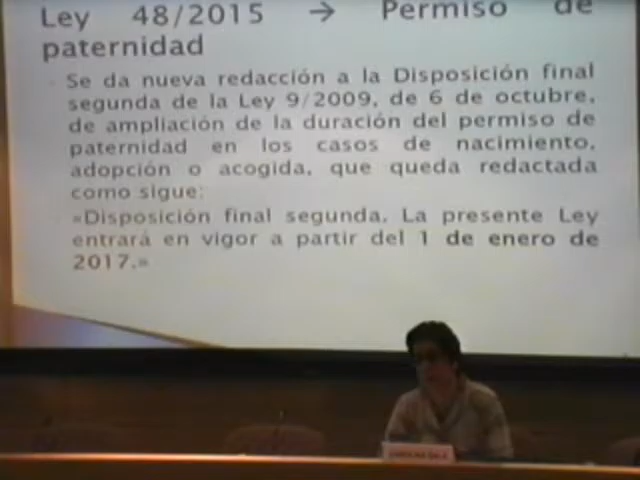 Ley 48/2015 → Permiso de
paternidad
Se da nueva redacción a la Disposición final
segunda de la Ley 9/2009, de 6 de octubre,
de ampliación de la duración del permiso de
paternidad en los casos de nacimiento,
adopción o acogida, que queda redactada
como sigue:
«Disposición final segunda. La presente Ley
entrará en vigor a partir del 1 de enero de
2017.»